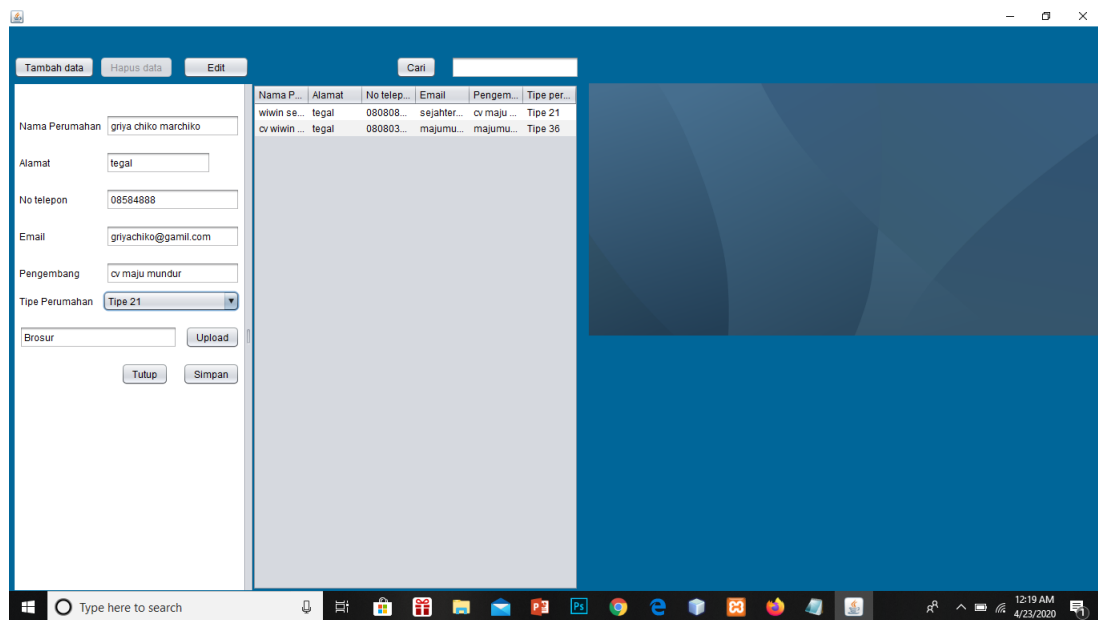 Tambah data Hapus data Edit Cari
Nama P... Alamat No telep... Email Pengem... Tipe per...
wiwin se... tegal 080808... sejahter... cv maju ... Tipe 21
cv wiwin ... tegal 080803... majumu... majumu... Tipe 36
Nama Perumahan griya chiko marchiko
Alamat tegal
No telepon 08584888
Email griyachiko@gamil.com
Pengembang cv maju mundur
Tipe Perumahan Tipe 21
Brosur Upload
Tutup Simpan
Type here to search
12:19 AM
4/23/2020